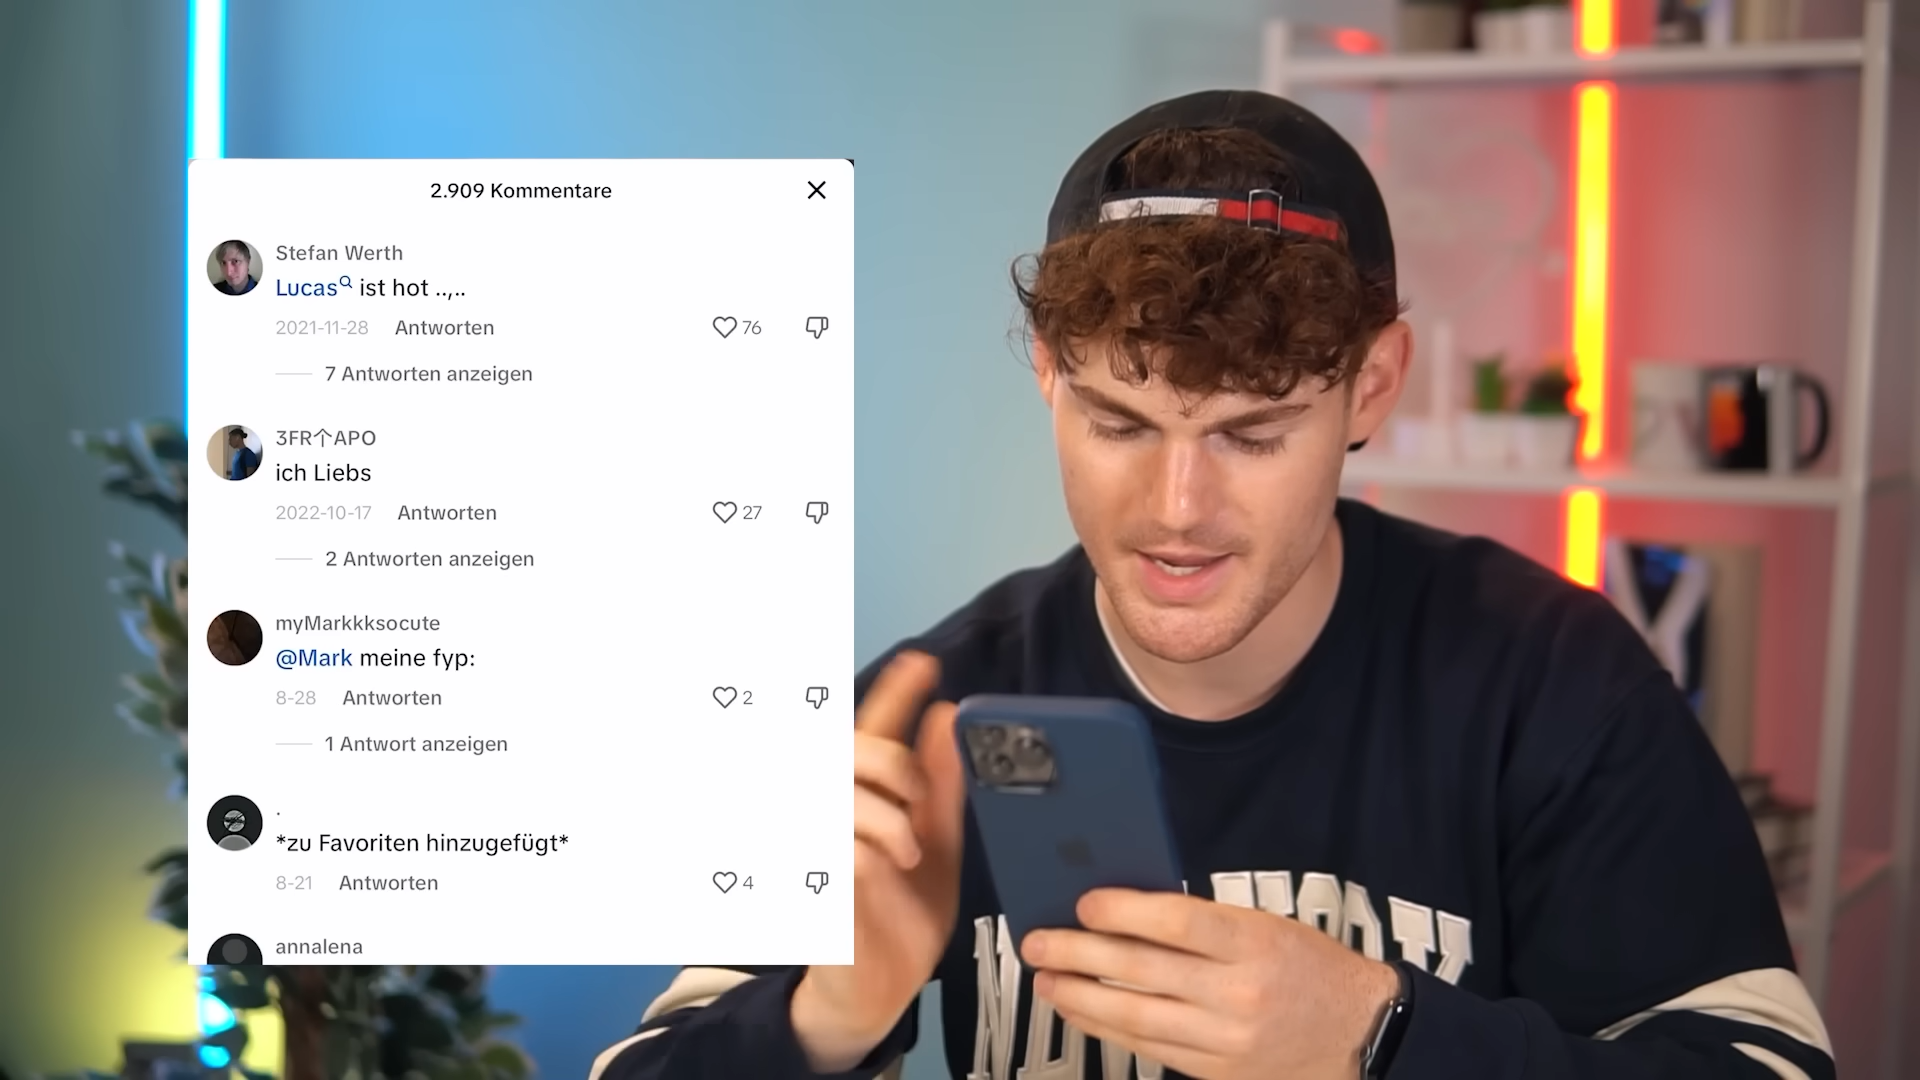 2.909 Kommentare
Stefan Werth
Lucas ist hot ..,..
2021-11-28 Antworten 76
7 Antworten anzeigen
3FR个APO
ich Liebs
2022-10-17 Antworten 27
2 Antworten anzeigen
myMarkkksocute
@Mark meine fyp:
8-28 Antworten 2
1 Antwort anzeigen
.
*zu Favoriten hinzugefügt*
8-21 Antworten 4
annalena